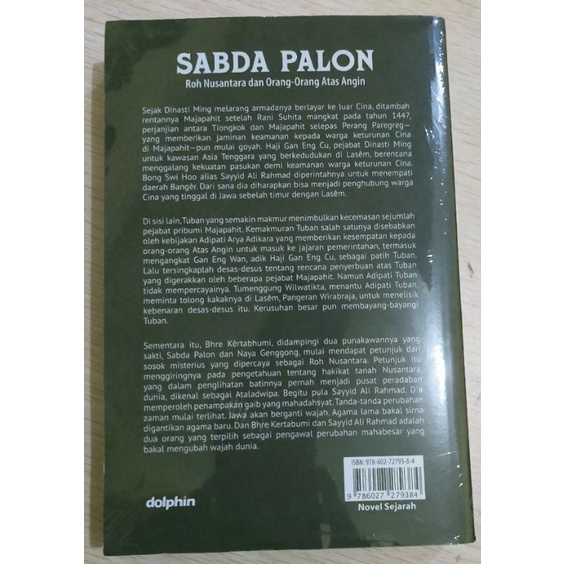 SABDA PALON
Roh Nusantara dan Orang-Orang Atas Angin
Sejak Dinasti Ming melarang armadanya berlayar ke luar Cina, ditambah
rentannya Majapahit setelah Rani Suhita mangkat pada tahun 1447,
perjanjian antara Tiongkok dan Majapahit selepas Perang Paregreg—
yang memberikan jaminan keamanan kepada warga keturunan Cina
di Majapahit—pun mulai goyah. Haji Gan Eng Cu, pejabat Dinasti Ming
untuk kawasan Asia Tenggara yang berkedudukan di Lasêm, berencana
menggalang kekuatan pasukan demi keamanan warga keturunan Cina.
Bong Swi Hoo alias Sayyid Ali Rahmad diperintahnya untuk menempati
daerah Bangêr. Dari sana dia diharapkan bisa menjadi penghubung warga
Cina yang tinggal di Jawa sebelah timur dengan Lasêm.
Di sisi lain, Tuban yang semakin makmur menimbulkan kecemasan sejumlah
pejabat pribumi Majapahit. Kemakmuran Tuban salah satunya disebabkan
oleh kebijakan Adipati Arya Adikara yang memberikan kesempatan kepada
orang-orang Atas Angin untuk masuk ke jajaran pemerintahan, termasuk
mengangkat Gan Eng Wan, adik Haji Gan Eng Cu, sebagai patih Tuban.
Lalu tersingkaplah desas-desus tentang rencana penyerbuan atas Tuban
yang digerakkan oleh beberapa pejabat Majapahit. Namun Adipati Tuban
tidak mempercayainya. Tumenggung Wilwatikta, menantu Adipati Tuban,
meminta tolong kakaknya di Lasêm, Pangeran Wirabraja, untuk menelisik
kebenaran desas-desus itu. Kerusuhan besar pun membayang-bayangi
Tuban.
Sementara itu, Bhre Kêrtabhumi, didampingi dua punakawannya yang
sakti, Sabda Palon dan Naya Genggong, mulai mendapat petunjuk dari
sosok misterius yang dipercaya sebagai Roh Nusantara. Petunjuk itu
menggiringnya pada pengetahuan tentang hakikat tanah Nusantara,
yang dalam penglihatan batinnya pernah menjadi pusat peradaban
dunia, dikenal sebagai Ataladwipa. Begitu pula Sayyid Ali Rahmad. Dia
memperoleh penampakan gaib yang mahadahsyat. Tanda-tanda perubahan
zaman mulai terlihat. Jawa akan berganti wajah. Agama lama bakal sirna
digantikan agama baru. Dan Bhre Kertabumi dan Sayyid Ali Rahmad adalah
dua orang yang terpilih sebagai pengawal perubahan mahabesar yang
bakal mengubah wajah dunia.
ISBN: 978-602-72793-8-4
9 786027 279384
Novel Sejarah
dolphin